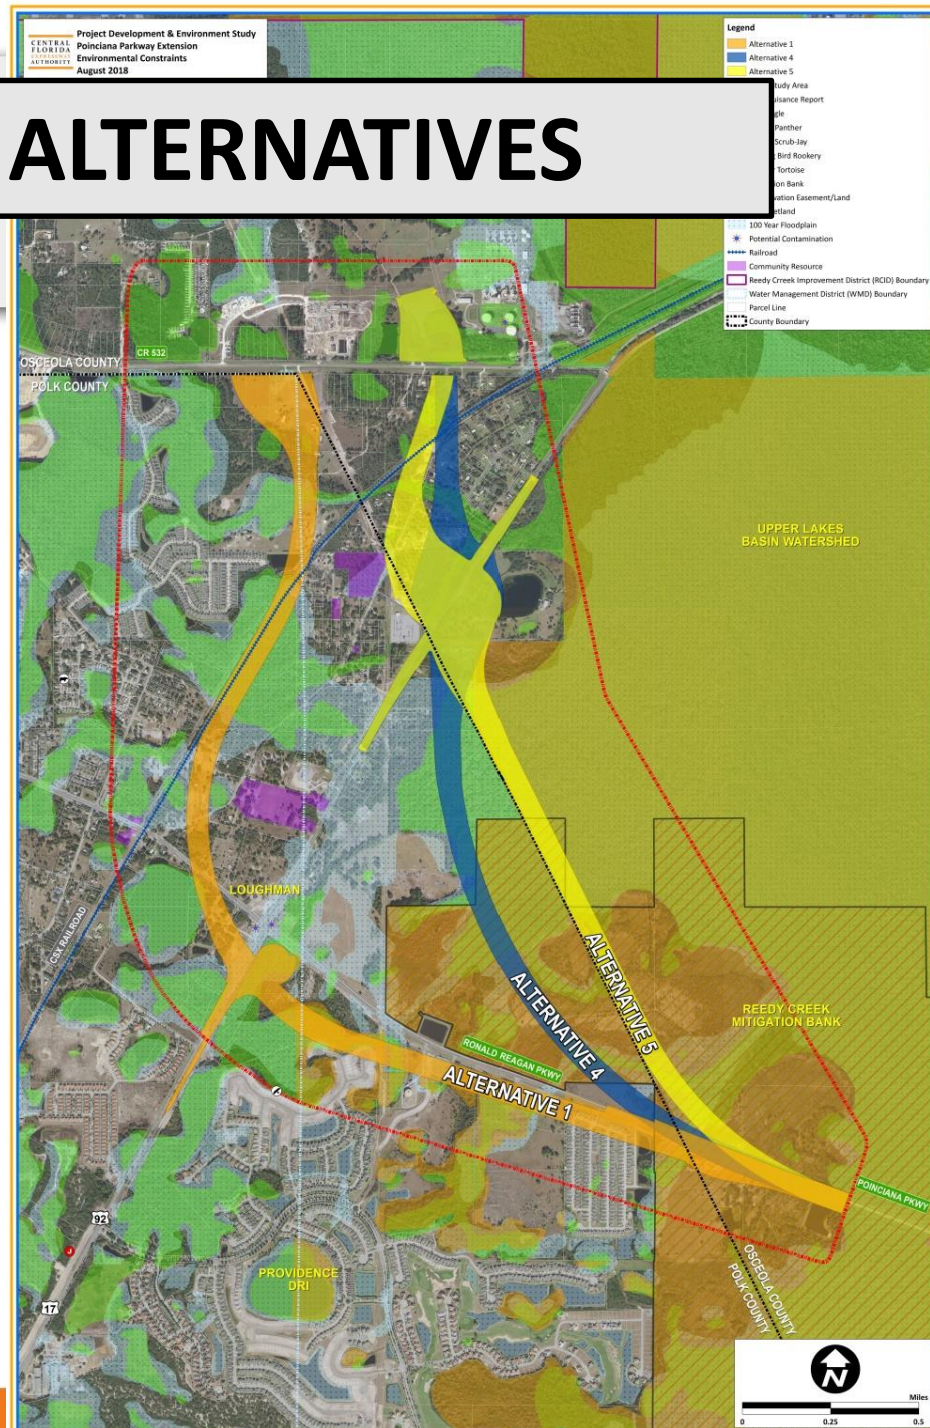 CENTRAL
FLORIDA
EXPRESSWAY
AUTHORITY
Project Development & Environment Study
Poinciana Parkway Extension
Environmental Constraints
August 2018
ALTERNATIVES
Legend
Alternative 1
Alternative 4
Alternative 5
tudy Area
aisance Report
gle
Panther
Scrub-Jay
Bird Rookery
Tortoise
ion Bank
vation Easement/Land
etland
100 Year Floodplain
Potential Contamination
Railroad
Community Resource
Reedy Crreek Improvement District (RCID) Boundary
Water Management District (WMD) Boundary
Parcel Line
County Boundary
CR 532
OSCEOLA COUNTY
POLK COUNTY
UPPER LAKES
BASIN WATERSHED
LOUGHMAN
CSX RAILROAD
ALTERNATIVE 5
ALTERNATIVE 4
REEDY CREEK
MITIGATION BANK
RONALD REAGAN PKWY
ALTERNATIVE 1
POINCIANA PKWY
92
J
17
PROVIDENCE
DRI
OSCEOLA COUNTY
POLK COUNTY
N
Miles
0 0.25 0.5